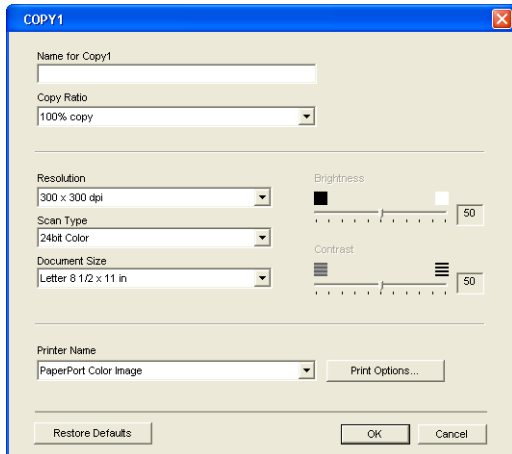 COPY1
Name for Copy1
Copy Ratio
100% copy
Resolution
300 x 300 dpi
Scan Type
24bit Color
Document Size
Letter 8 1/2 x 11 in
Brightness
50
Contrast
50
Printer Name
PaperPort Color Image
Print Options...
Restore Defaults
OK
Cancel